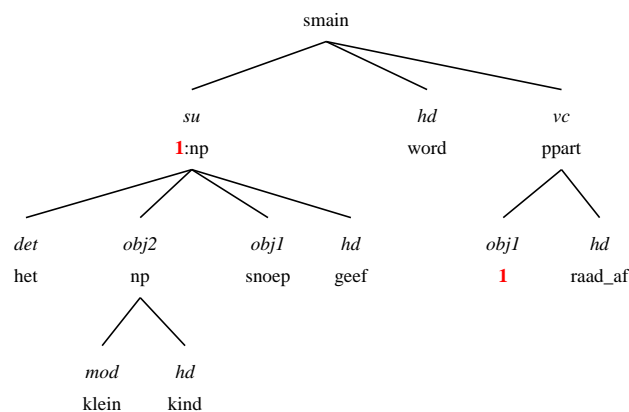 smain
su hd vc
1:np word ppart
det obj2 obj1 hd obj1 hd
het np snoep geef 1 raad_af
mod hd
klein kind